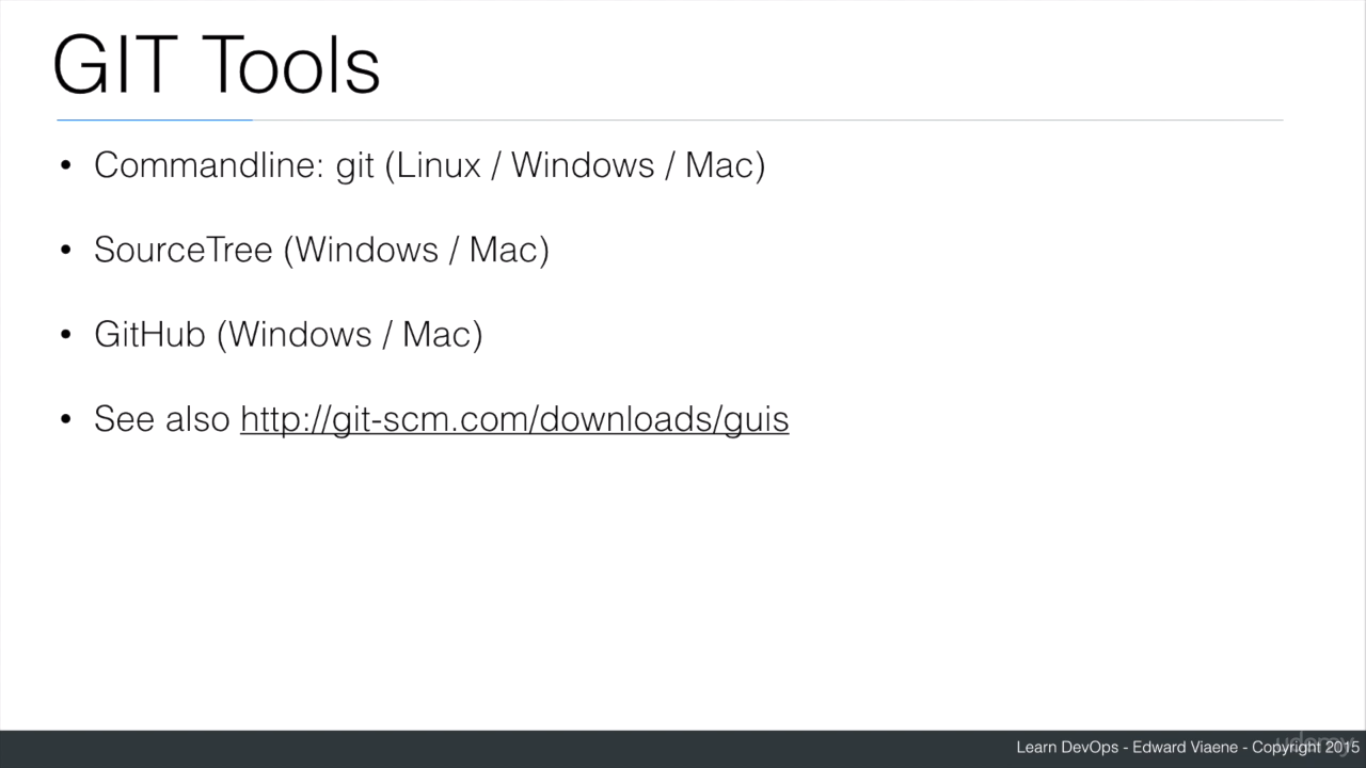 GIT Tools
• Commandline: git (Linux / Windows / Mac)
• SourceTree (Windows / Mac)
• GitHub (Windows / Mac)
• See also http://git-scm.com/downloads/guis
Learn DevOps - Edward Viaene - Copyright 2015
udemy